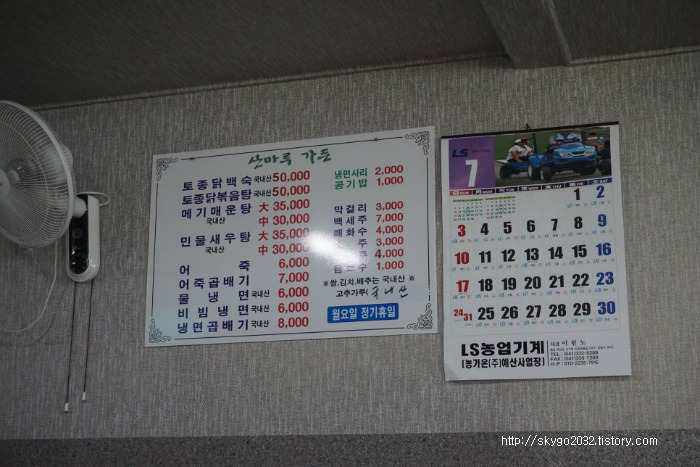 산마루 가든
토종닭백숙 국내산 50,000
토종닭볶음탕 국내산 50,000
메기매운탕 大 35,000
국내산 中 30,000
민물새우탕 大 35,000
국내산 中 30,000
어 죽 6,000
어죽곱배기 7,000
물냉면 국내산 6,000
비빔냉면 국내산 6,000
냉면곱배기 국내산 8,000
냉면사리 2,000
공기밥 1,000
막걸리 3,000
백세주 7,000
매화수 4,000
주 3,000
주 4,000
수 1,000
※쌀,김치,배추는 국내산 ※
고추가루( 국내산
월요일 정기휴일
LS
7
1 2
3 4 5 6 7 8 9
10 11 12 13 14 15 16
17 18 19 20 21 22 23
24/31 25 26 27 28 29 30
LS농업기계
(농가온(주)예산사업장)
대표 이원노
http://skygo2032.tistory.com